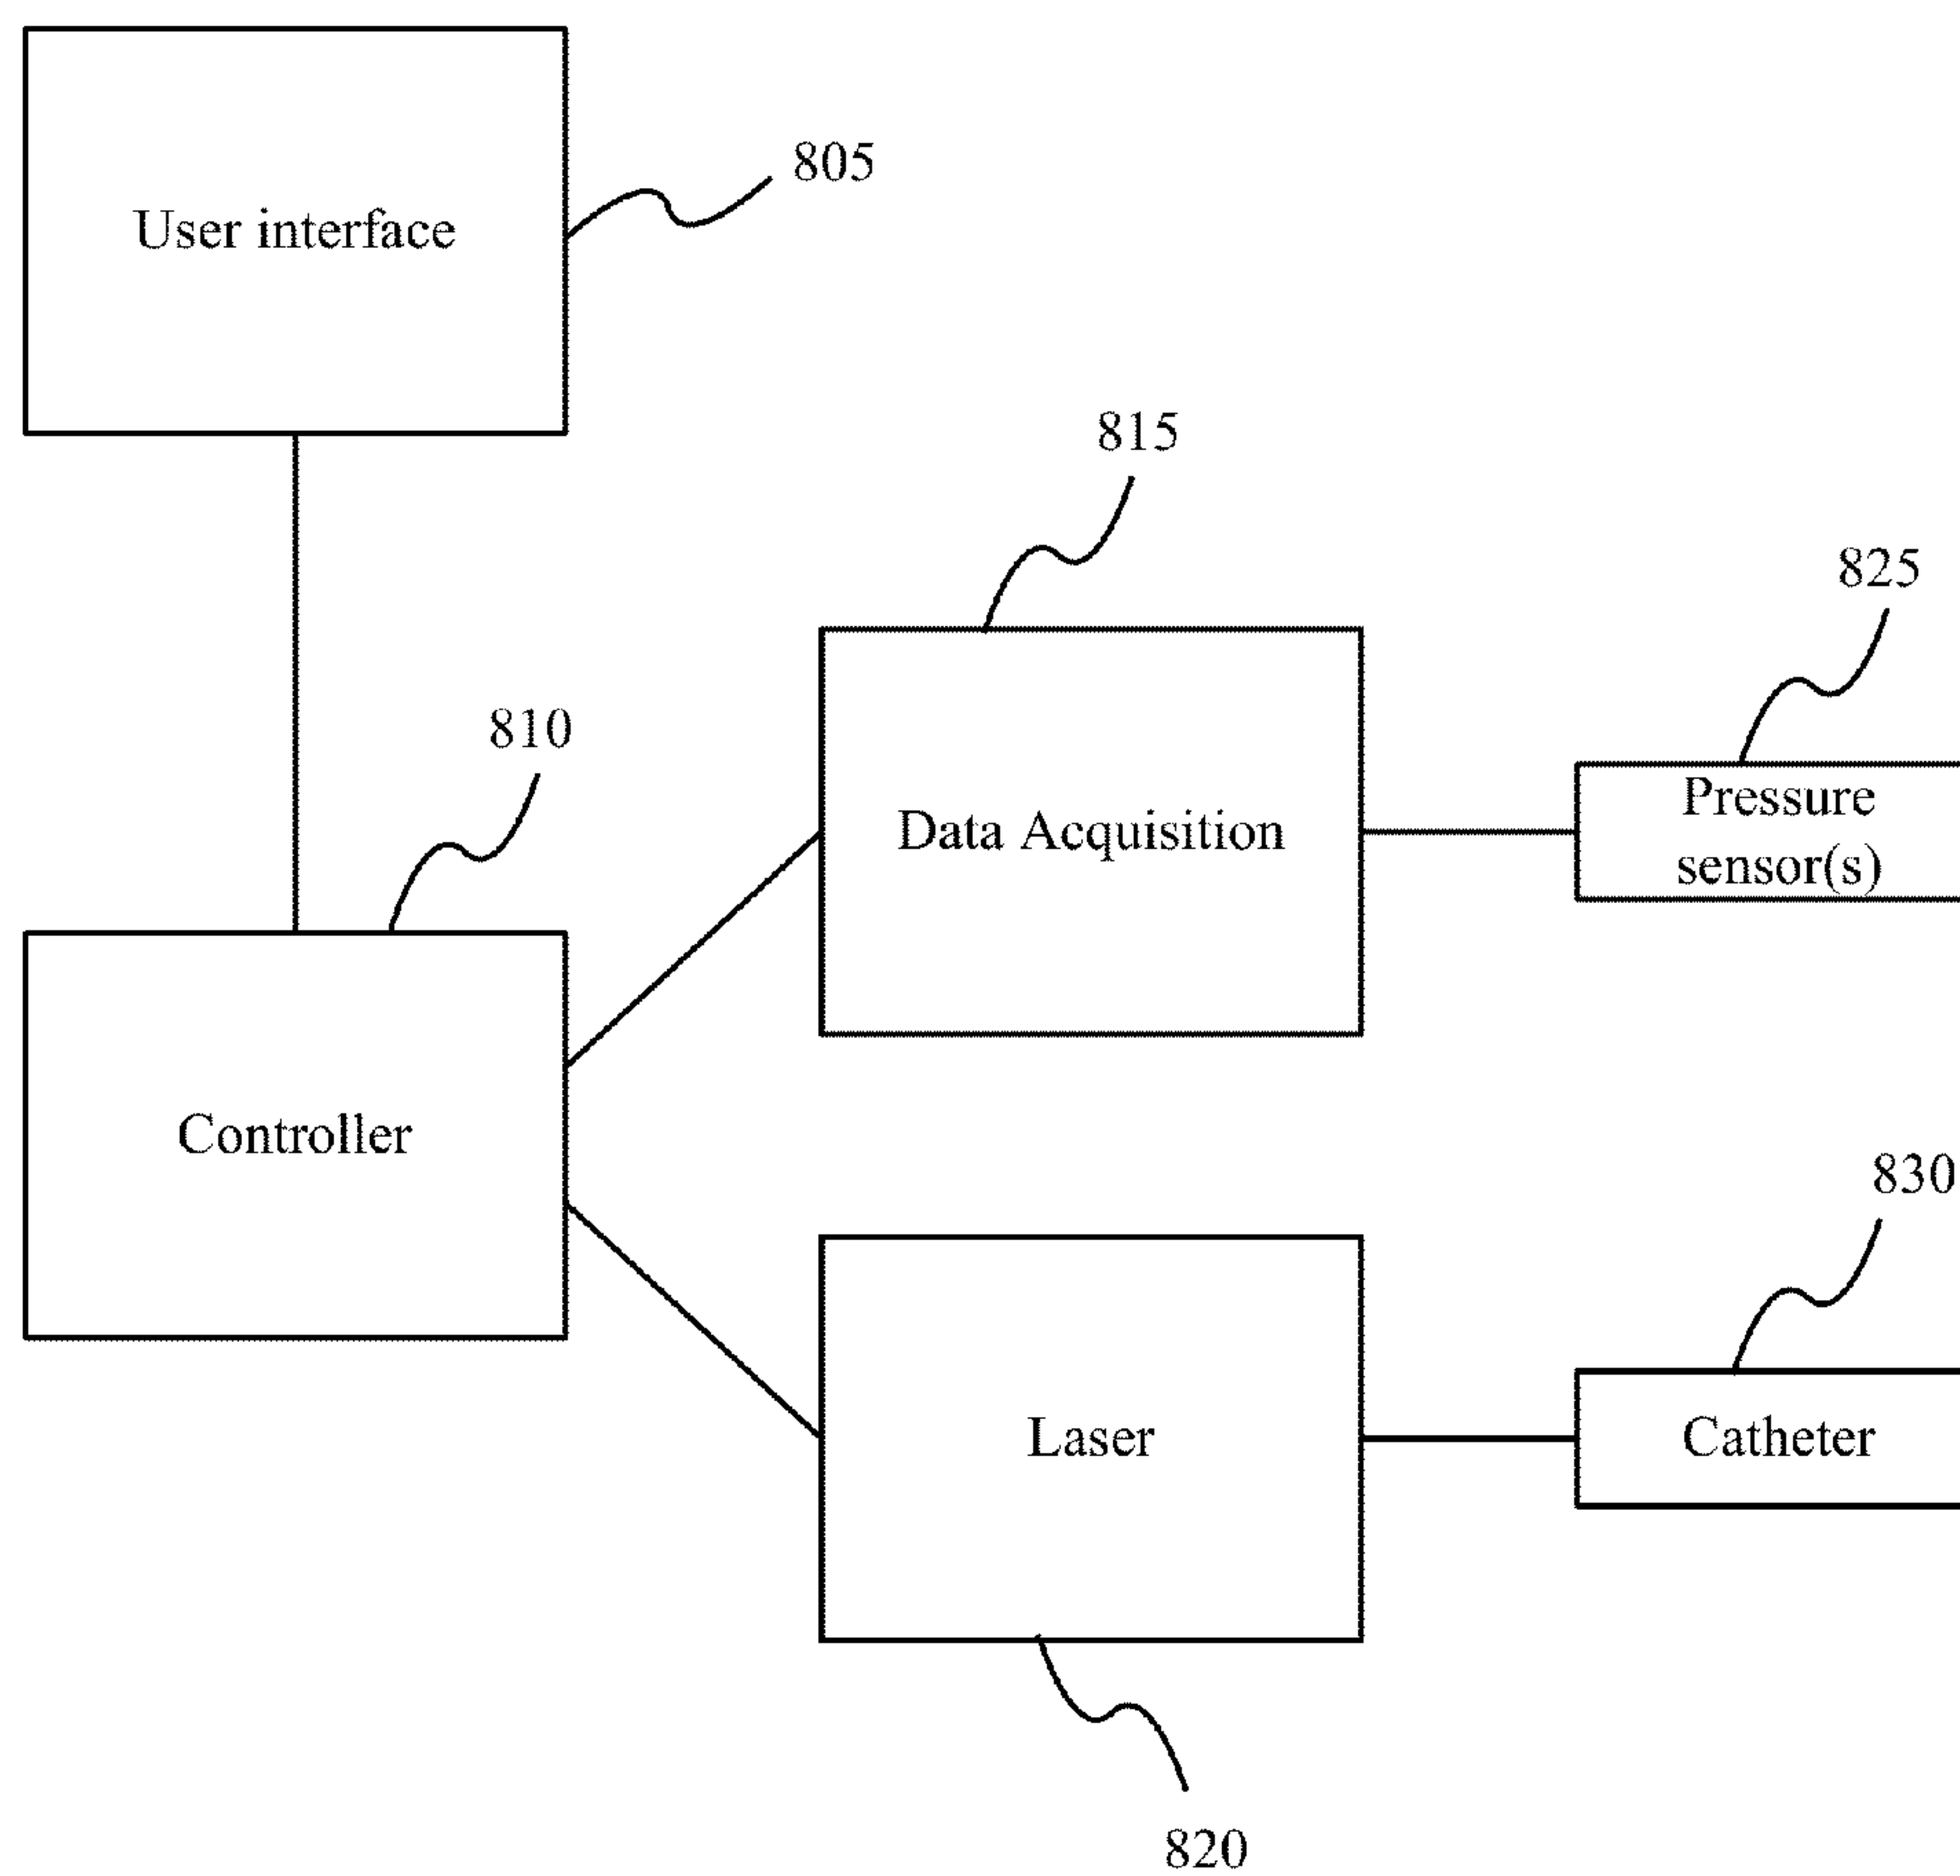 805
User interface
815
825
810
Pressure
sensor(s)
Data Acquisition
Controller
830
Laser
Catheter
820